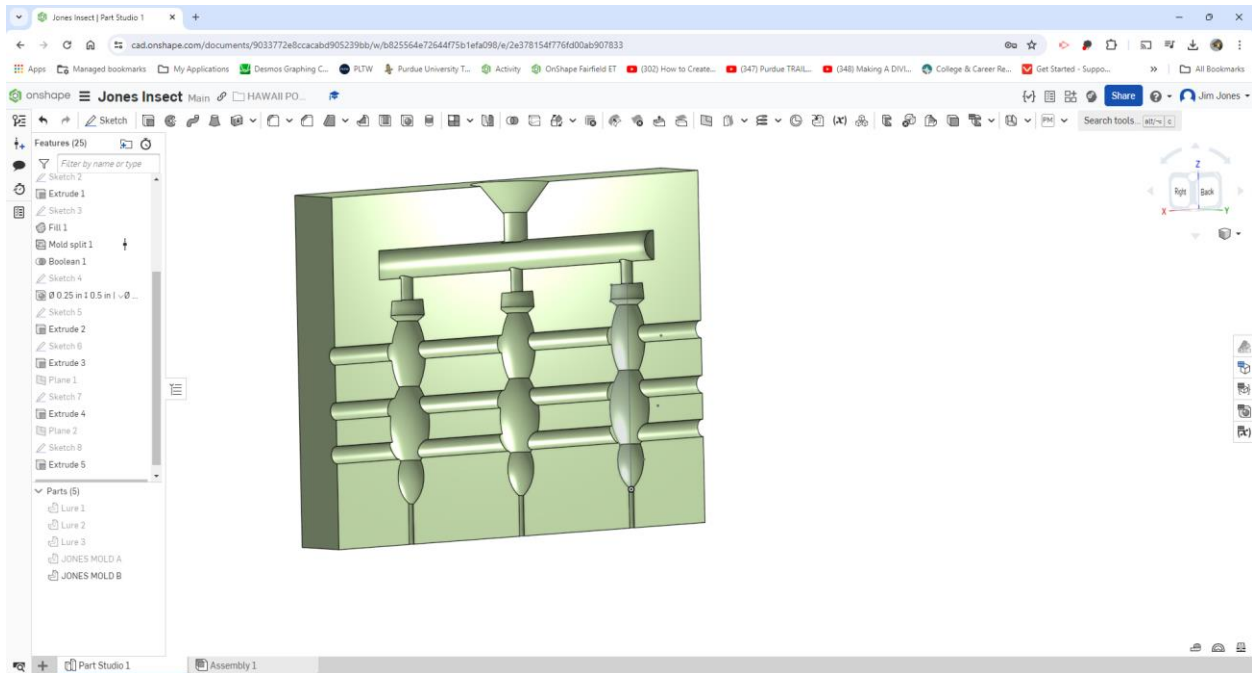 Jones Insect | Part Studio 1
cad.onshape.com/documents/9033772e8ccacabd905239bb/w/b825564e72644f75b1efa098/e/2e378154f776fd00ab907833
Apps Managed bookmarks My Applications Desmos Graphing C... PLTW Purdue University T... Activity OnShape Fairfield ET (302) How to Create... (347) Purdue TRAIL... (348) Making A DIVI... College & Career Re... Get Started - Suppo... » All Bookmarks
onshape Jones Insect Main HAWAII PO... Share Jim Jones
Sketch Search tools... alt/⌥ c
Features (25)
Filter by name or type
Sketch 2
Extrude 1
Sketch 3
Fill 1
Mold split 1
Boolean 1
Sketch 4
Ø 0.25 in ↧ 0.5 in | ⌵Ø ...
Sketch 5
Extrude 2
Sketch 6
Extrude 3
Plane 1
Sketch 7
Extrude 4
Plane 2
Sketch 8
Extrude 5
Parts (5)
Lure 1
Lure 2
Lure 3
JONES MOLD A
JONES MOLD B
Z
Right Back
X Y
Part Studio 1 Assembly 1